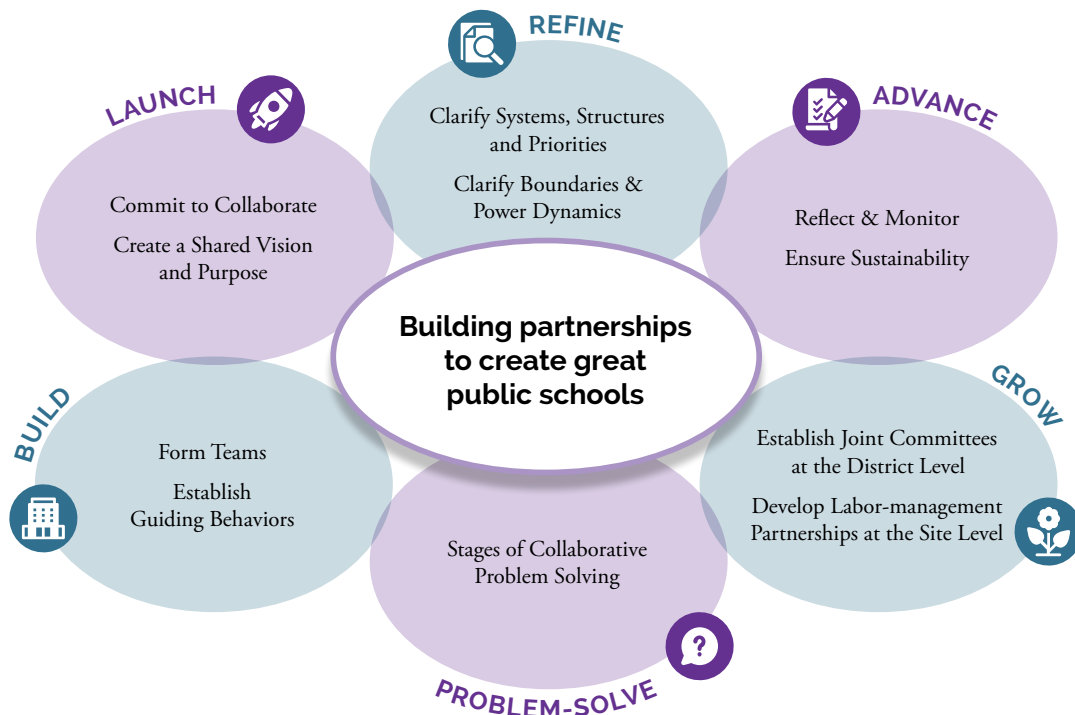 LAUNCH
Commit to Collaborate
Create a Shared Vision
and Purpose
REFINE
Clarify Systems, Structures
and Priorities
Clarify Boundaries &
Power Dynamics
ADVANCE
Reflect & Monitor
Ensure Sustainability
Building partnerships
to create great
public schools
BUILD
Form Teams
Establish
Guiding Behaviors
PROBLEM-SOLVE
Stages of Collaborative
Problem Solving
?
GROW
Establish Joint Committees
at the District Level
Develop Labor-management
Partnerships at the Site Level